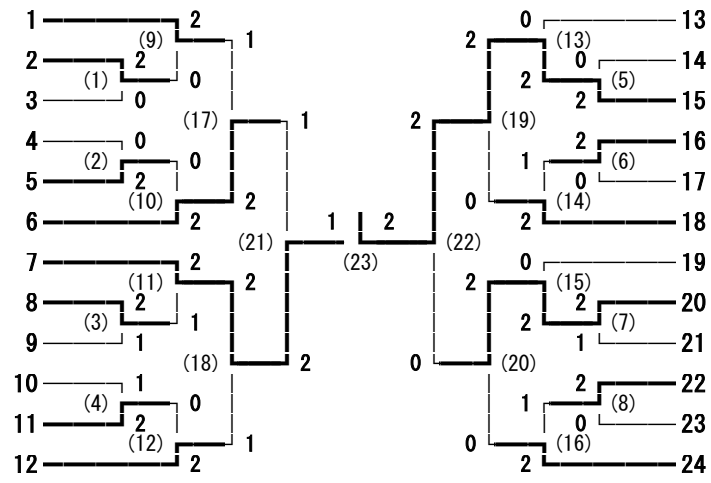 1 2 0 13
(9) 1 2 (13)
2 2 0 14
(1) 0 2 (5)
3 0 2 15
(17) 1 2 (19)
4 0 2 16
(2) 0 1 (6)
5 2 0 17
(10) 2 0 (14)
6 2 2 18
1 2
(21) (22)
(23)
7 2 0 19
(11) 2 2 (15)
8 2 2 20
(3) 1 2 (7)
9 1 1 21
(18) 2 0 (20)
10 1 2 22
(4) 0 1 (8)
11 2 0 23
(12) 1 0 (16)
12 2 2 24